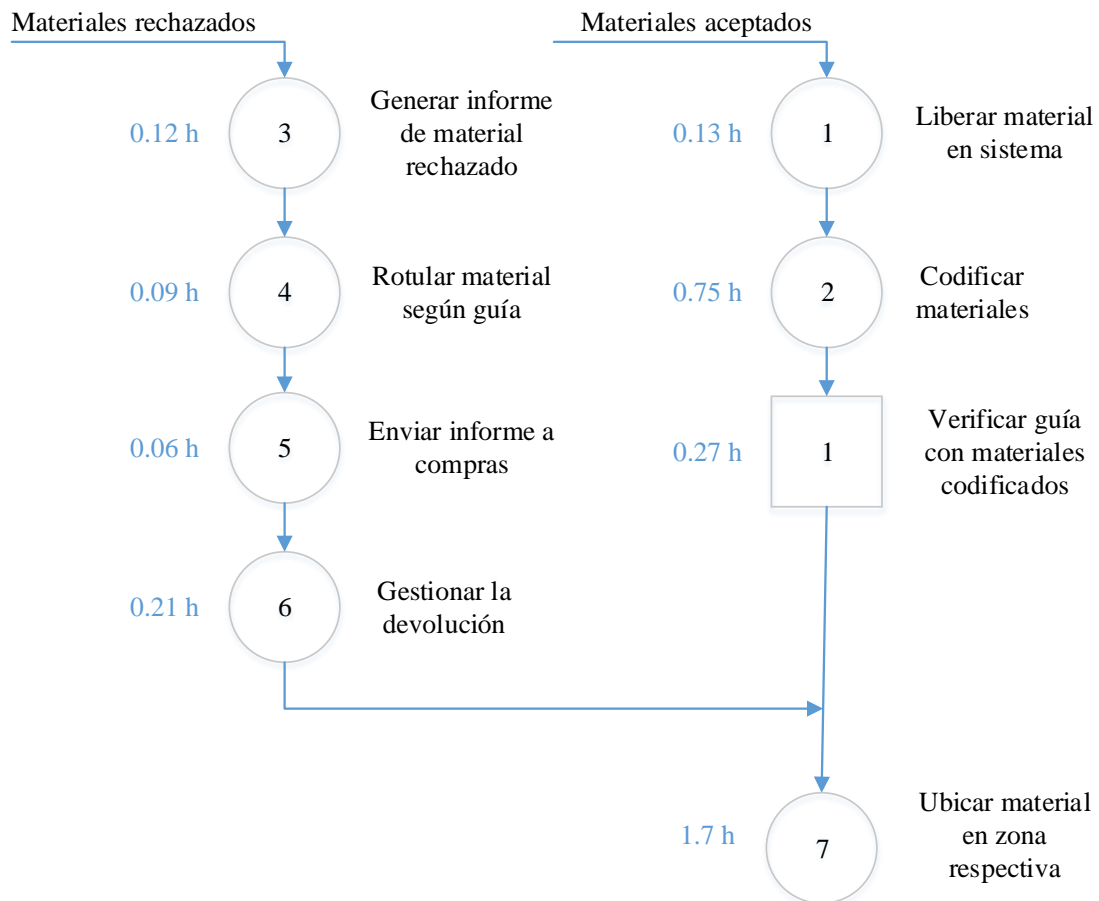 Materiales rechazados
Materiales aceptados
0.12 h
3
Generar informe
de material
rechazado
0.13 h
1
Liberar material
en sistema
0.09 h
4
Rotular material
según guía
0.75 h
2
Codificar
materiales
0.06 h
5
Enviar informe a
compras
0.27 h
1
Verificar guía
con materiales
codificados
0.21 h
6
Gestionar la
devolución
1.7 h
7
Ubicar material
en zona
respectiva